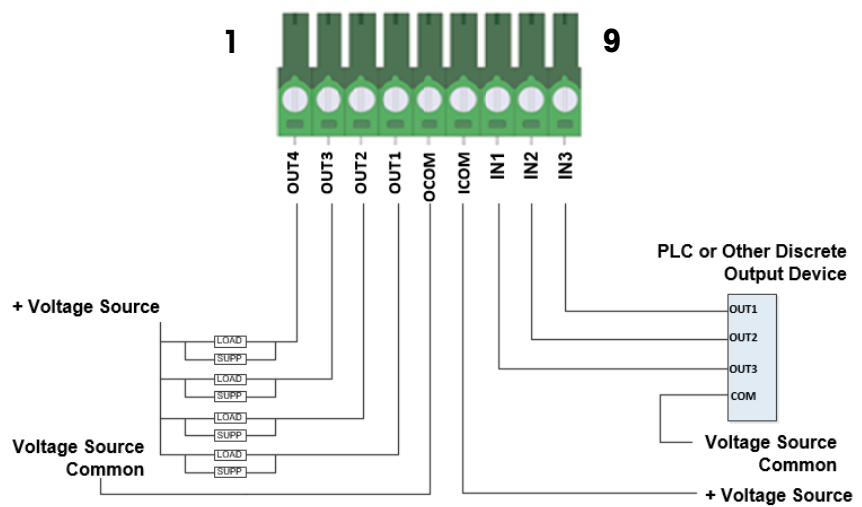 1
9
OUT4
OUT3
OUT2
OUT1
OCOM
ICOM
IN1
IN2
IN3
PLC or Other Discrete
Output Device
OUT1
OUT2
OUT3
COM
Voltage Source
Common
+ Voltage Source
+ Voltage Source
LOAD
SUPP
LOAD
SUPP
LOAD
SUPP
LOAD
SUPP
Voltage Source
Common